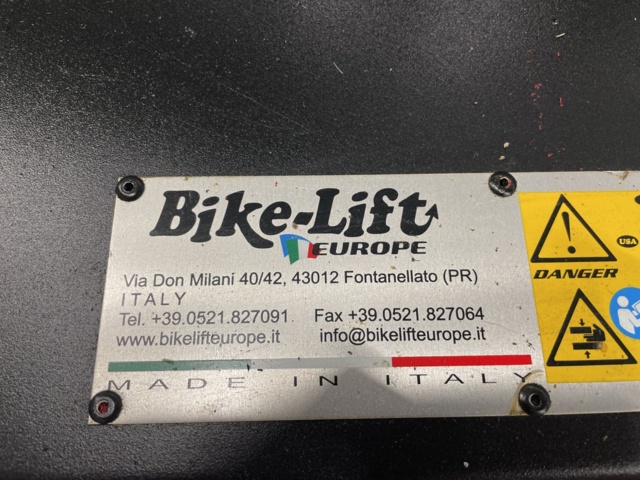 Bike-Lift
EUROPE
Via Don Milani 40/42, 43012 Fontanellato (PR)
ITALY
Tel. +39.0521.827091 Fax +39.0521.827064
www.bikelifteurope.it info@bikelifteurope.it
MADE IN ITALY
DANGER
USA